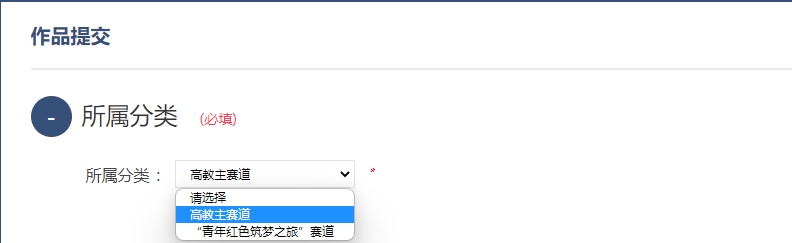 作品提交
- 所属分类 (必填)
所属分类： 高教主赛道 *
请选择
高教主赛道
“青年红色筑梦之旅”赛道